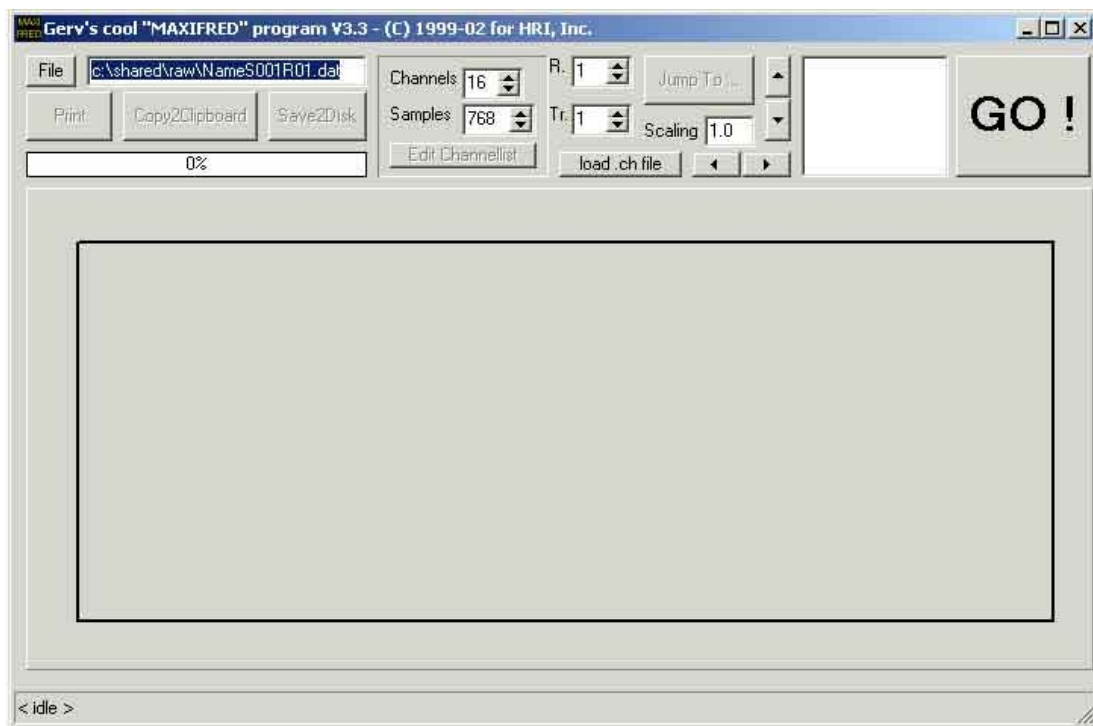 MAXI
FRED
Gerv's cool "MAXIFRED" program V3.3 - (C) 1999-02 for HRI, Inc.
File
c:\shared\raw\NameS001R01.dat
Print
Copy2Clipboard
Save2Disk
0%
Channels 16
Samples 768
Edit Channellist
R. 1
Tr. 1
Jump To ...
Scaling 1.0
load .ch file
GO !
< idle >